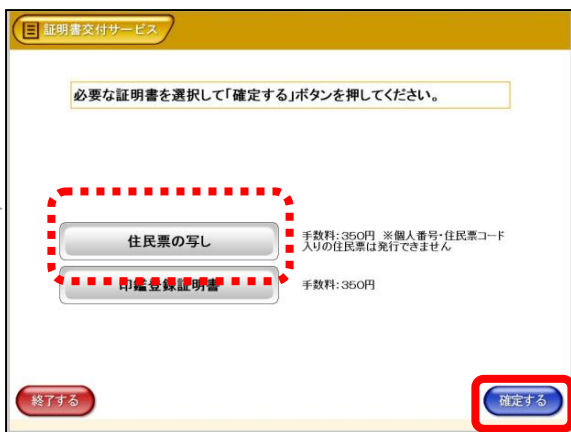 証明書交付サービス
必要な証明書を選択して「確定する」ボタンを押してください。
住民票の写し
手数料:350円 ※個人番号・住民票コード
入りの住民票は発行できません
印鑑登録証明書
手数料:350円
終了する
確定する